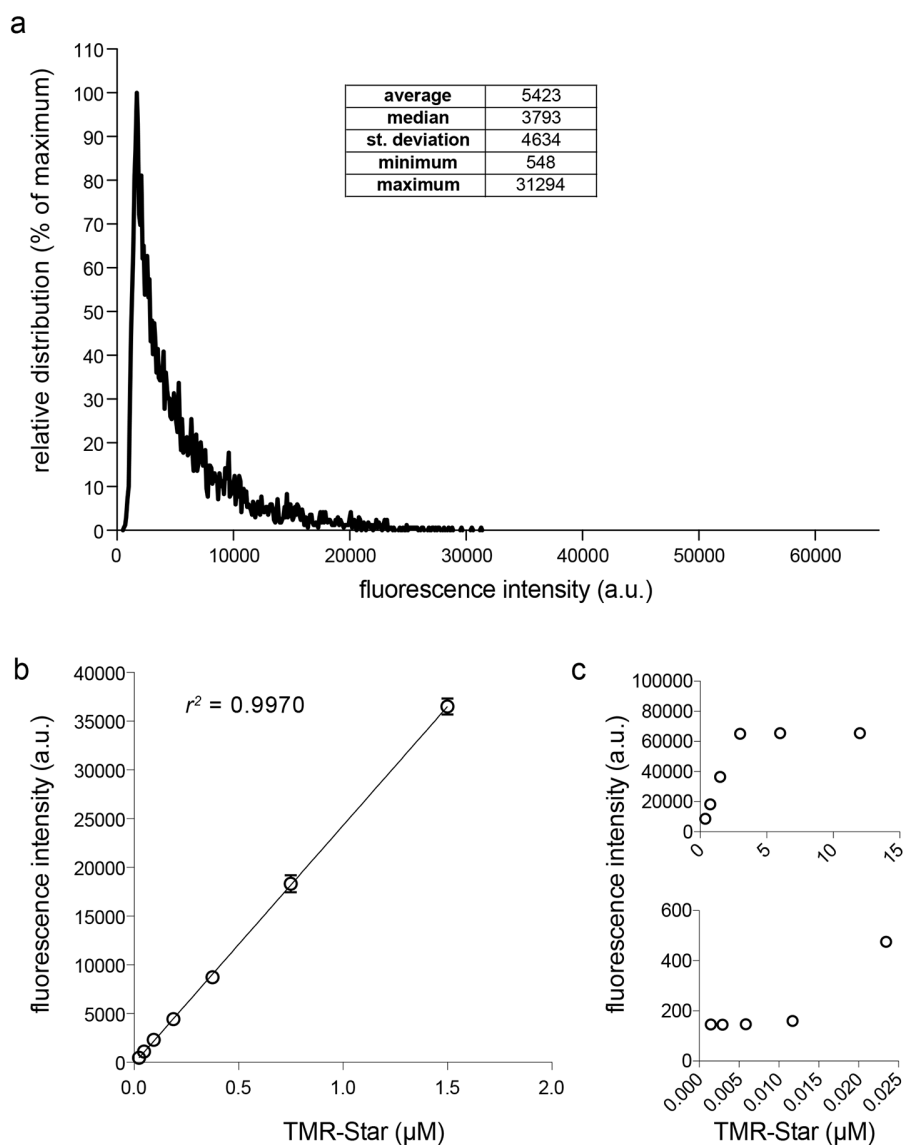 a
relative distribution (% of maximum)
110
100
90
80
70
60
50
40
30
20
10
0
0 10000 20000 30000 40000 50000 60000
fluorescence intensity (a.u.)
average 5423
median 3793
st. deviation 4634
minimum 548
maximum 31294
b
fluorescence intensity (a.u.)
40000
35000
30000
25000
20000
15000
10000
5000
0
r² = 0.9970
0.0 0.5 1.0 1.5 2.0
TMR-Star (µM)
c
fluorescence intensity (a.u.)
100000
80000
60000
40000
20000
0
0 5 10 15
600
400
200
0
0.000 0.005 0.010 0.015 0.020 0.025
TMR-Star (µM)